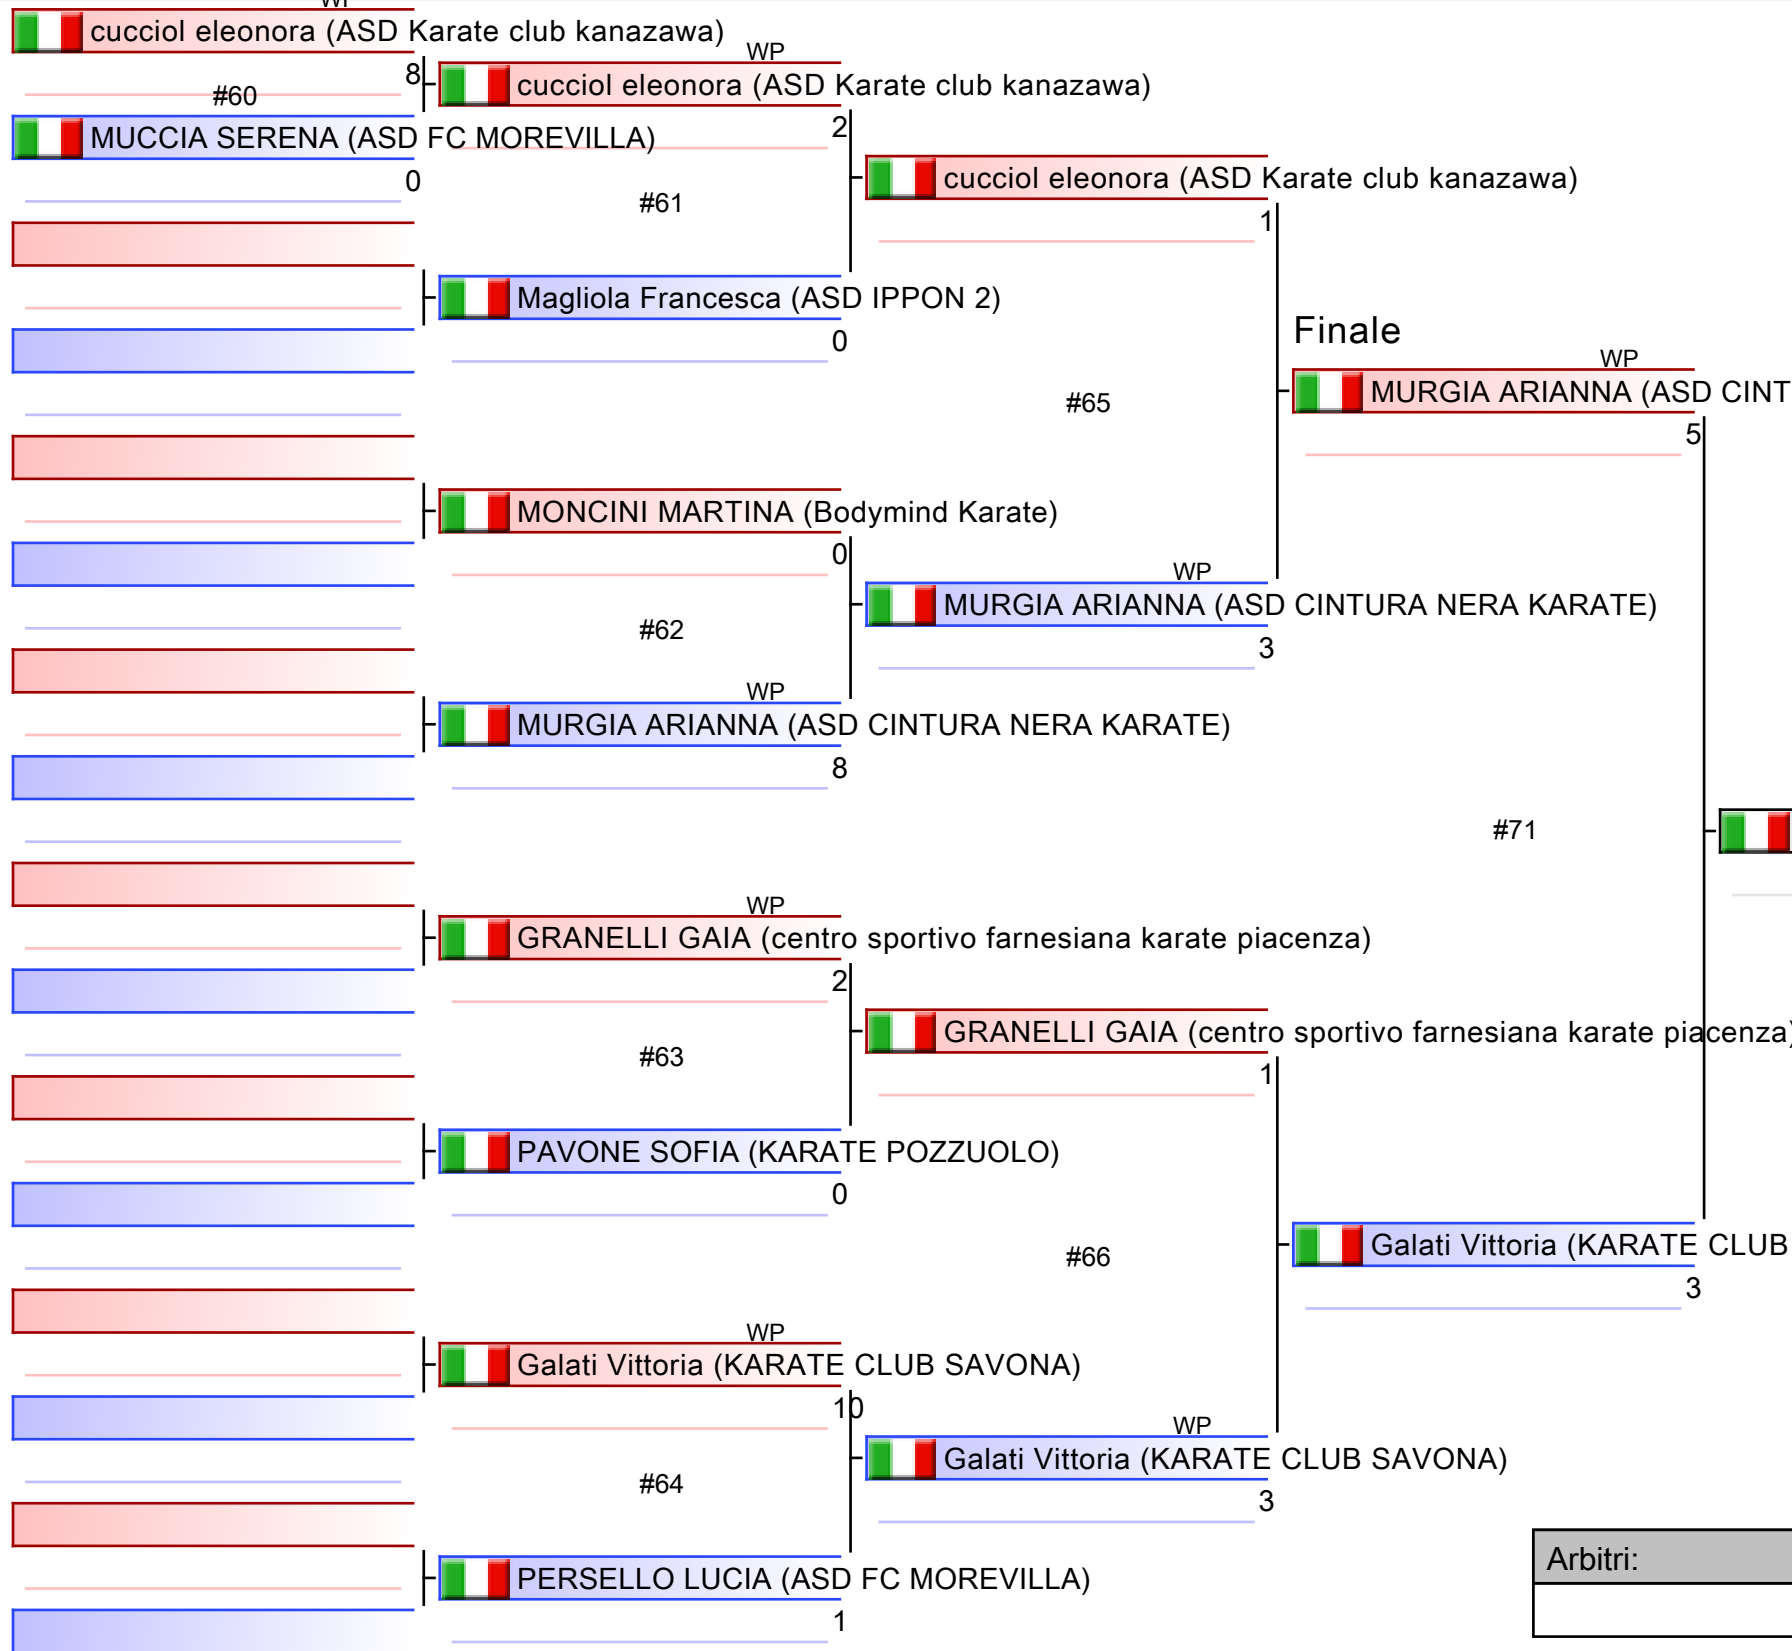 WP
cucciol eleonora (ASD Karate club kanazawa)
8
#60
MUCCIA SERENA (ASD FC MOREVILLA)
0
WP
cucciol eleonora (ASD Karate club kanazawa)
2
#61
Magliola Francesca (ASD IPPON 2)
0
MONCINI MARTINA (Bodymind Karate)
0
#62
WP
MURGIA ARIANNA (ASD CINTURA NERA KARATE)
8
WP
GRANELLI GAIA (centro sportivo farnesiana karate piacenza)
2
#63
PAVONE SOFIA (KARATE POZZUOLO)
0
WP
Galati Vittoria (KARATE CLUB SAVONA)
10
#64
PERSELLO LUCIA (ASD FC MOREVILLA)
1
cucciol eleonora (ASD Karate club kanazawa)
1
#65
WP
MURGIA ARIANNA (ASD CINTURA NERA KARATE)
3
GRANELLI GAIA (centro sportivo farnesiana karate piacenza)
1
#66
WP
Galati Vittoria (KARATE CLUB SAVONA)
3
Finale
WP
MURGIA ARIANNA (ASD CINT
5
#71
Galati Vittoria (KARATE CLUB
3
Arbitri: